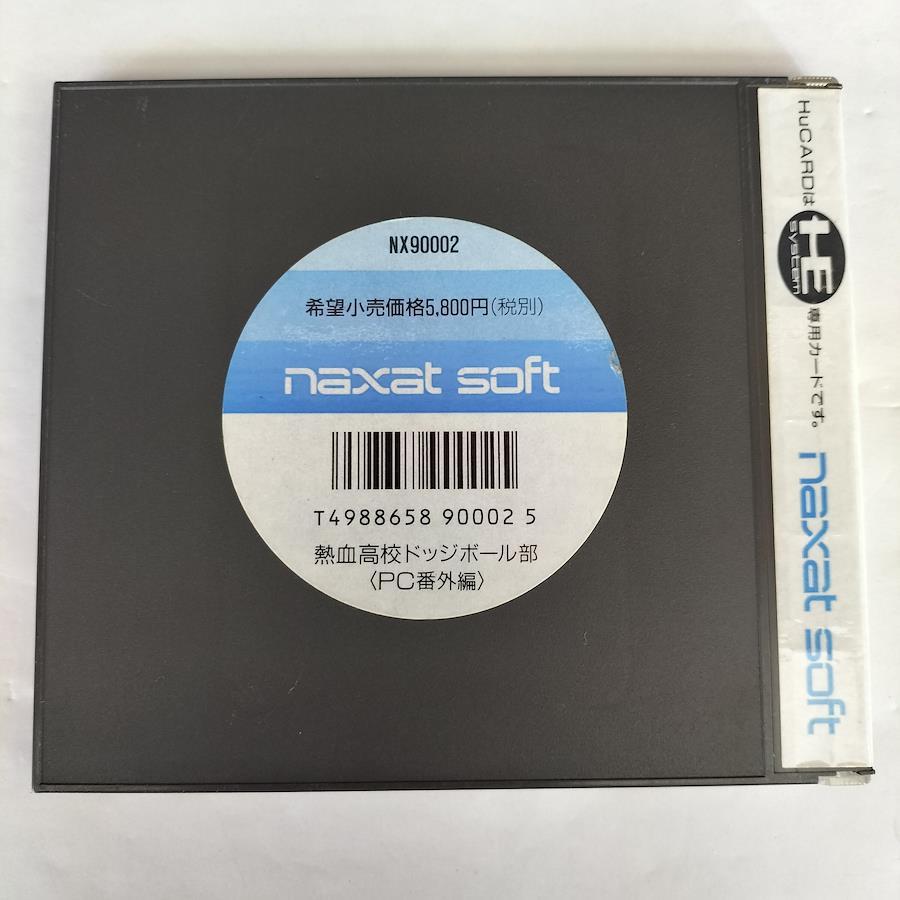 NX90002
希望小売価格5,800円(税別)
naxat soft
T4988658 90002 5
熱血高校ドッジボール部
〈PC番外編〉
HuCARDは HE system 専用カードです。 naxat soft